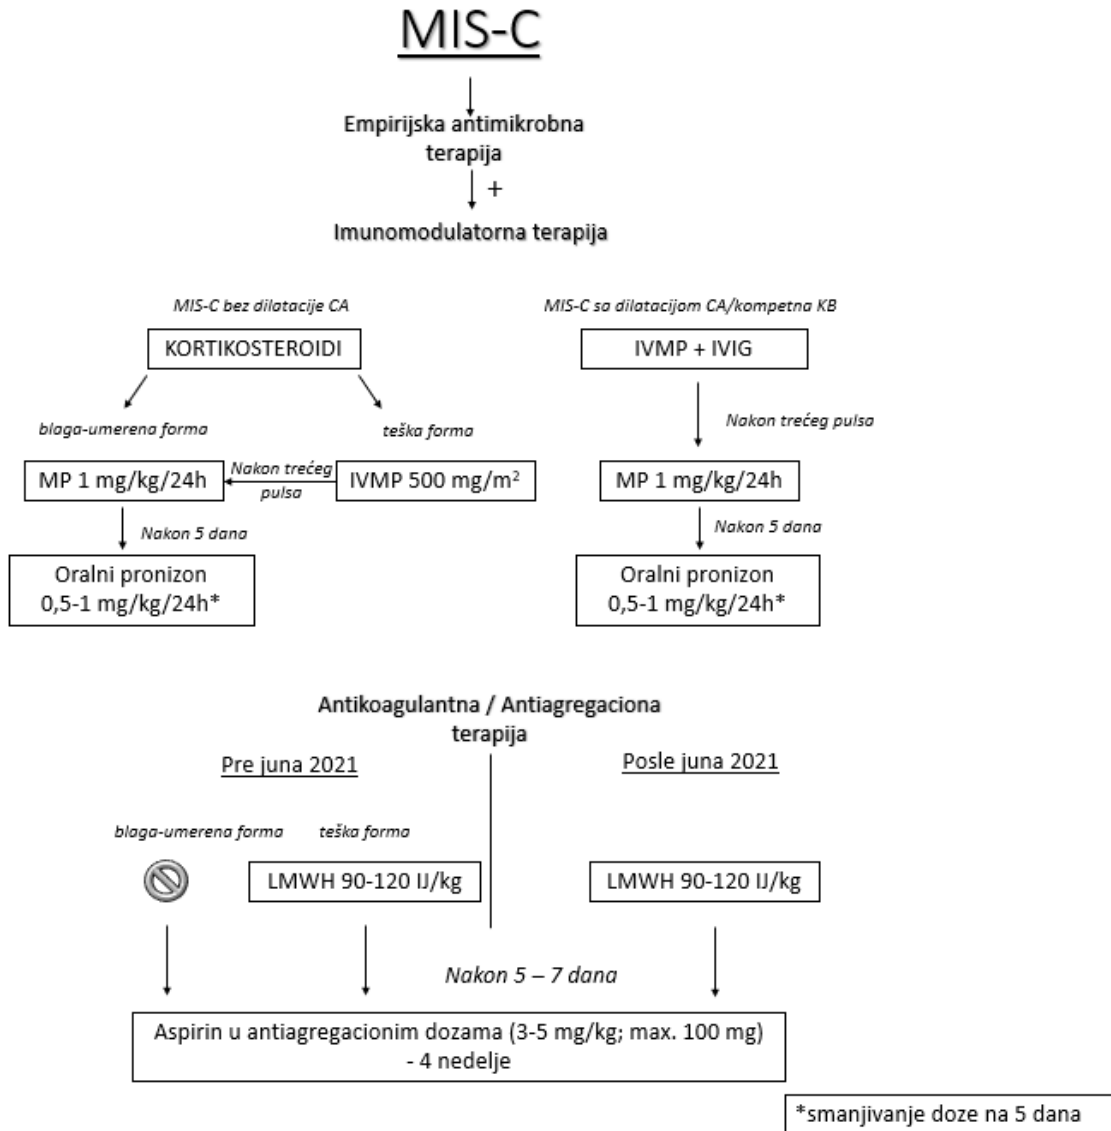 MIS-C
Empirijska antimikrobna
terapija
+
Imunomodulatorna terapija
MIS-C bez dilatacije CA
KORTIKOSTEROIDI
blaga-umerena forma
teška forma
MP 1 mg/kg/24h
Nakon trećeg
pulsa
IVMP 500 mg/m²
Nakon 5 dana
Oralni pronizon
0,5-1 mg/kg/24h*
MIS-C sa dilatacijom CA/kompetna KB
IVMP + IVIG
Nakon trećeg pulsa
MP 1 mg/kg/24h
Nakon 5 dana
Oralni pronizon
0,5-1 mg/kg/24h*
Antikoagulantna / Antiagregaciona
terapija
Pre juna 2021
blaga-umerena forma
teška forma
LMWH 90-120 IJ/kg
Posle juna 2021
LMWH 90-120 IJ/kg
Nakon 5 – 7 dana
Aspirin u antiagregacionim dozama (3-5 mg/kg; max. 100 mg)
- 4 nedelje
*smanjivanje doze na 5 dana